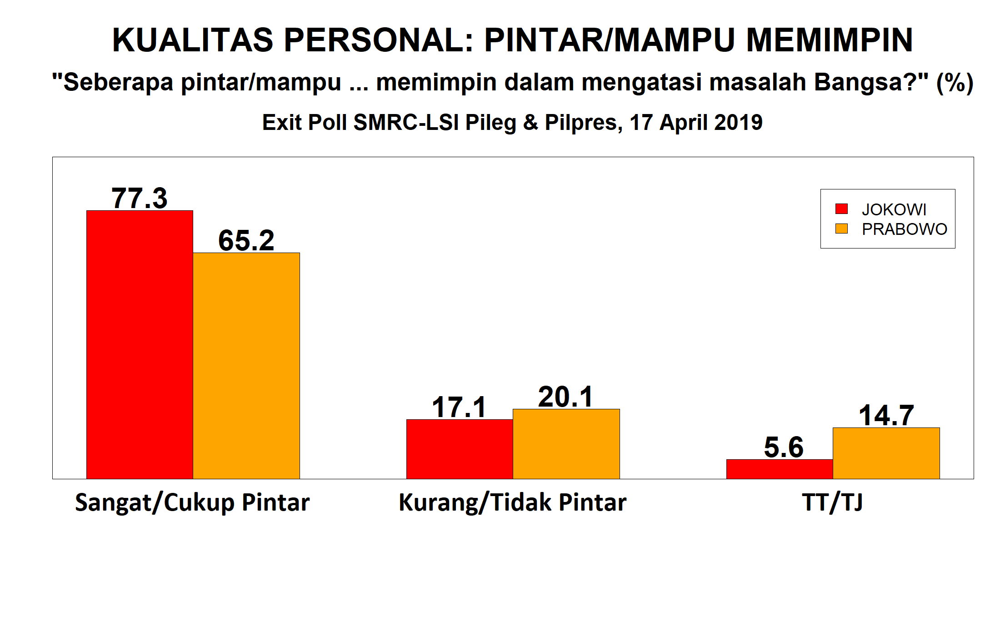 KUALITAS PERSONAL: PINTAR/MAMPU MEMIMPIN
"Seberapa pintar/mampu ... memimpin dalam mengatasi masalah Bangsa?" (%)
Exit Poll SMRC-LSI Pileg & Pilpres, 17 April 2019
JOKOWI
PRABOWO
77.3
65.2
17.1
20.1
5.6
14.7
Sangat/Cukup Pintar
Kurang/Tidak Pintar
TT/TJ